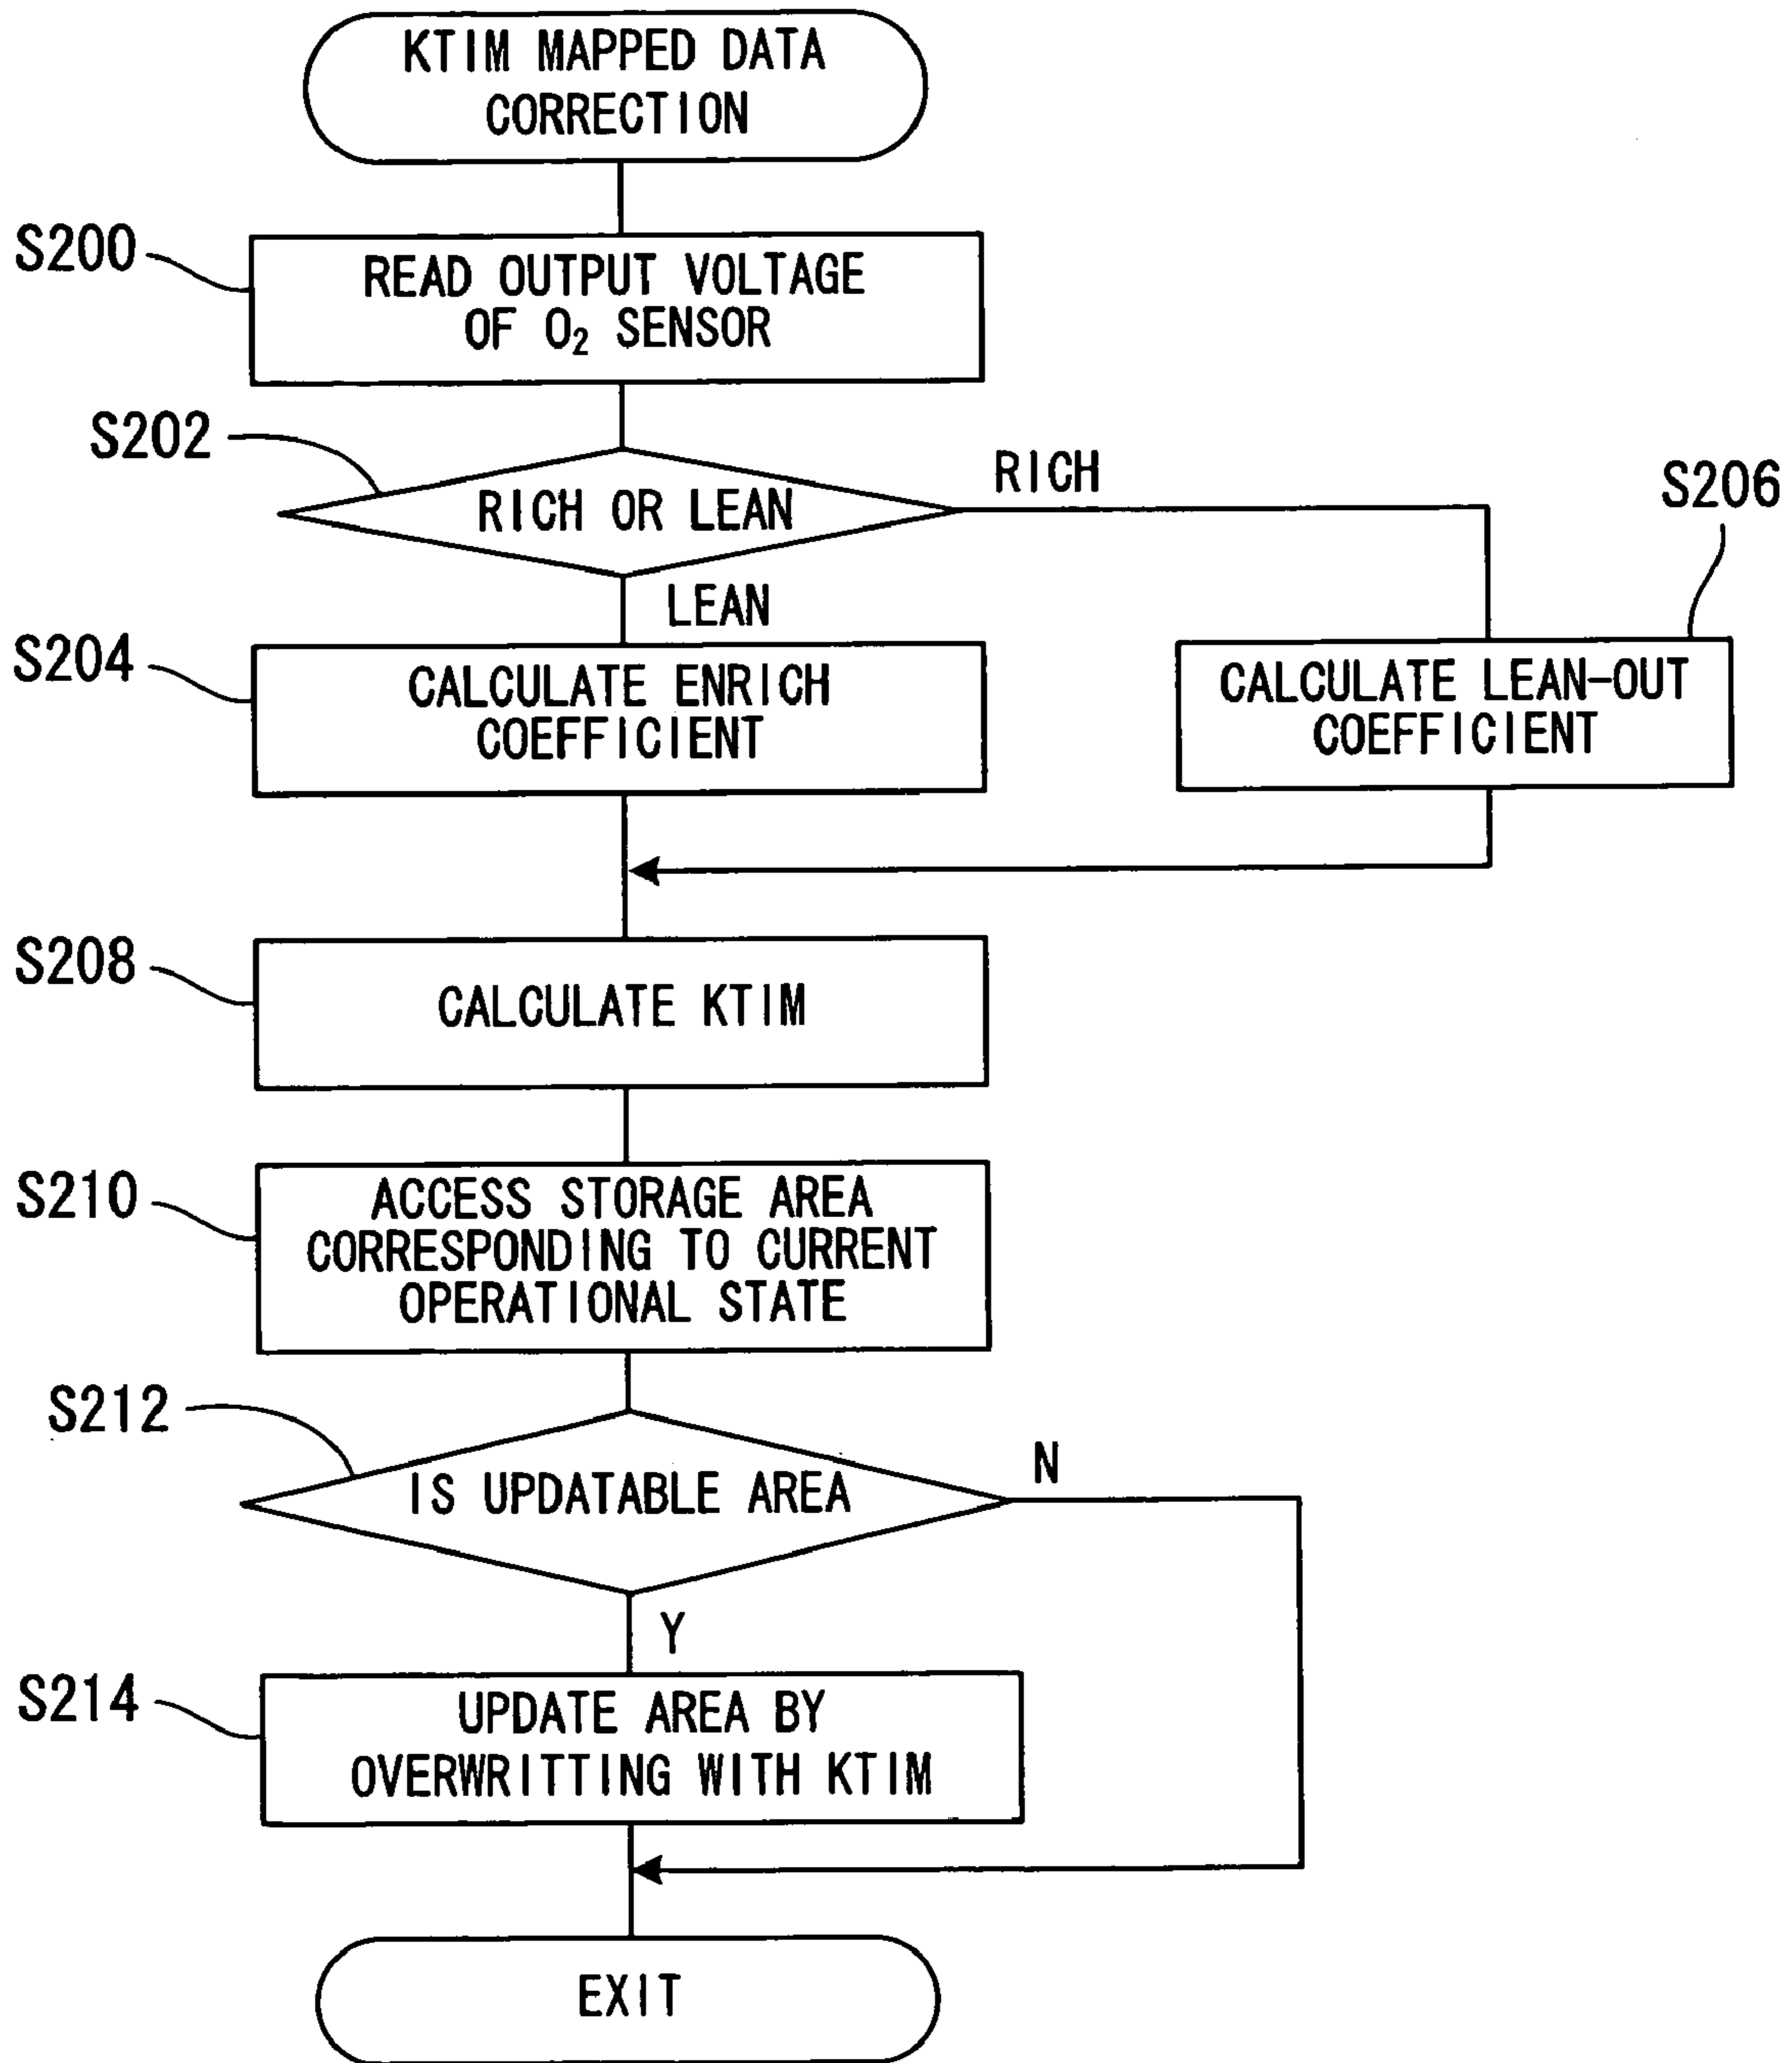 KTIM MAPPED DATA
CORRECTION
S200
READ OUTPUT VOLTAGE
OF O₂ SENSOR
S202
RICH OR LEAN
RICH
S206
LEAN
S204
CALCULATE ENRICH
COEFFICIENT
CALCULATE LEAN-OUT
COEFFICIENT
S208
CALCULATE KTIM
S210
ACCESS STORAGE AREA
CORRESPONDING TO CURRENT
OPERATIONAL STATE
S212
IS UPDATABLE AREA
N
Y
S214
UPDATE AREA BY
OVERWRITTING WITH KTIM
EXIT